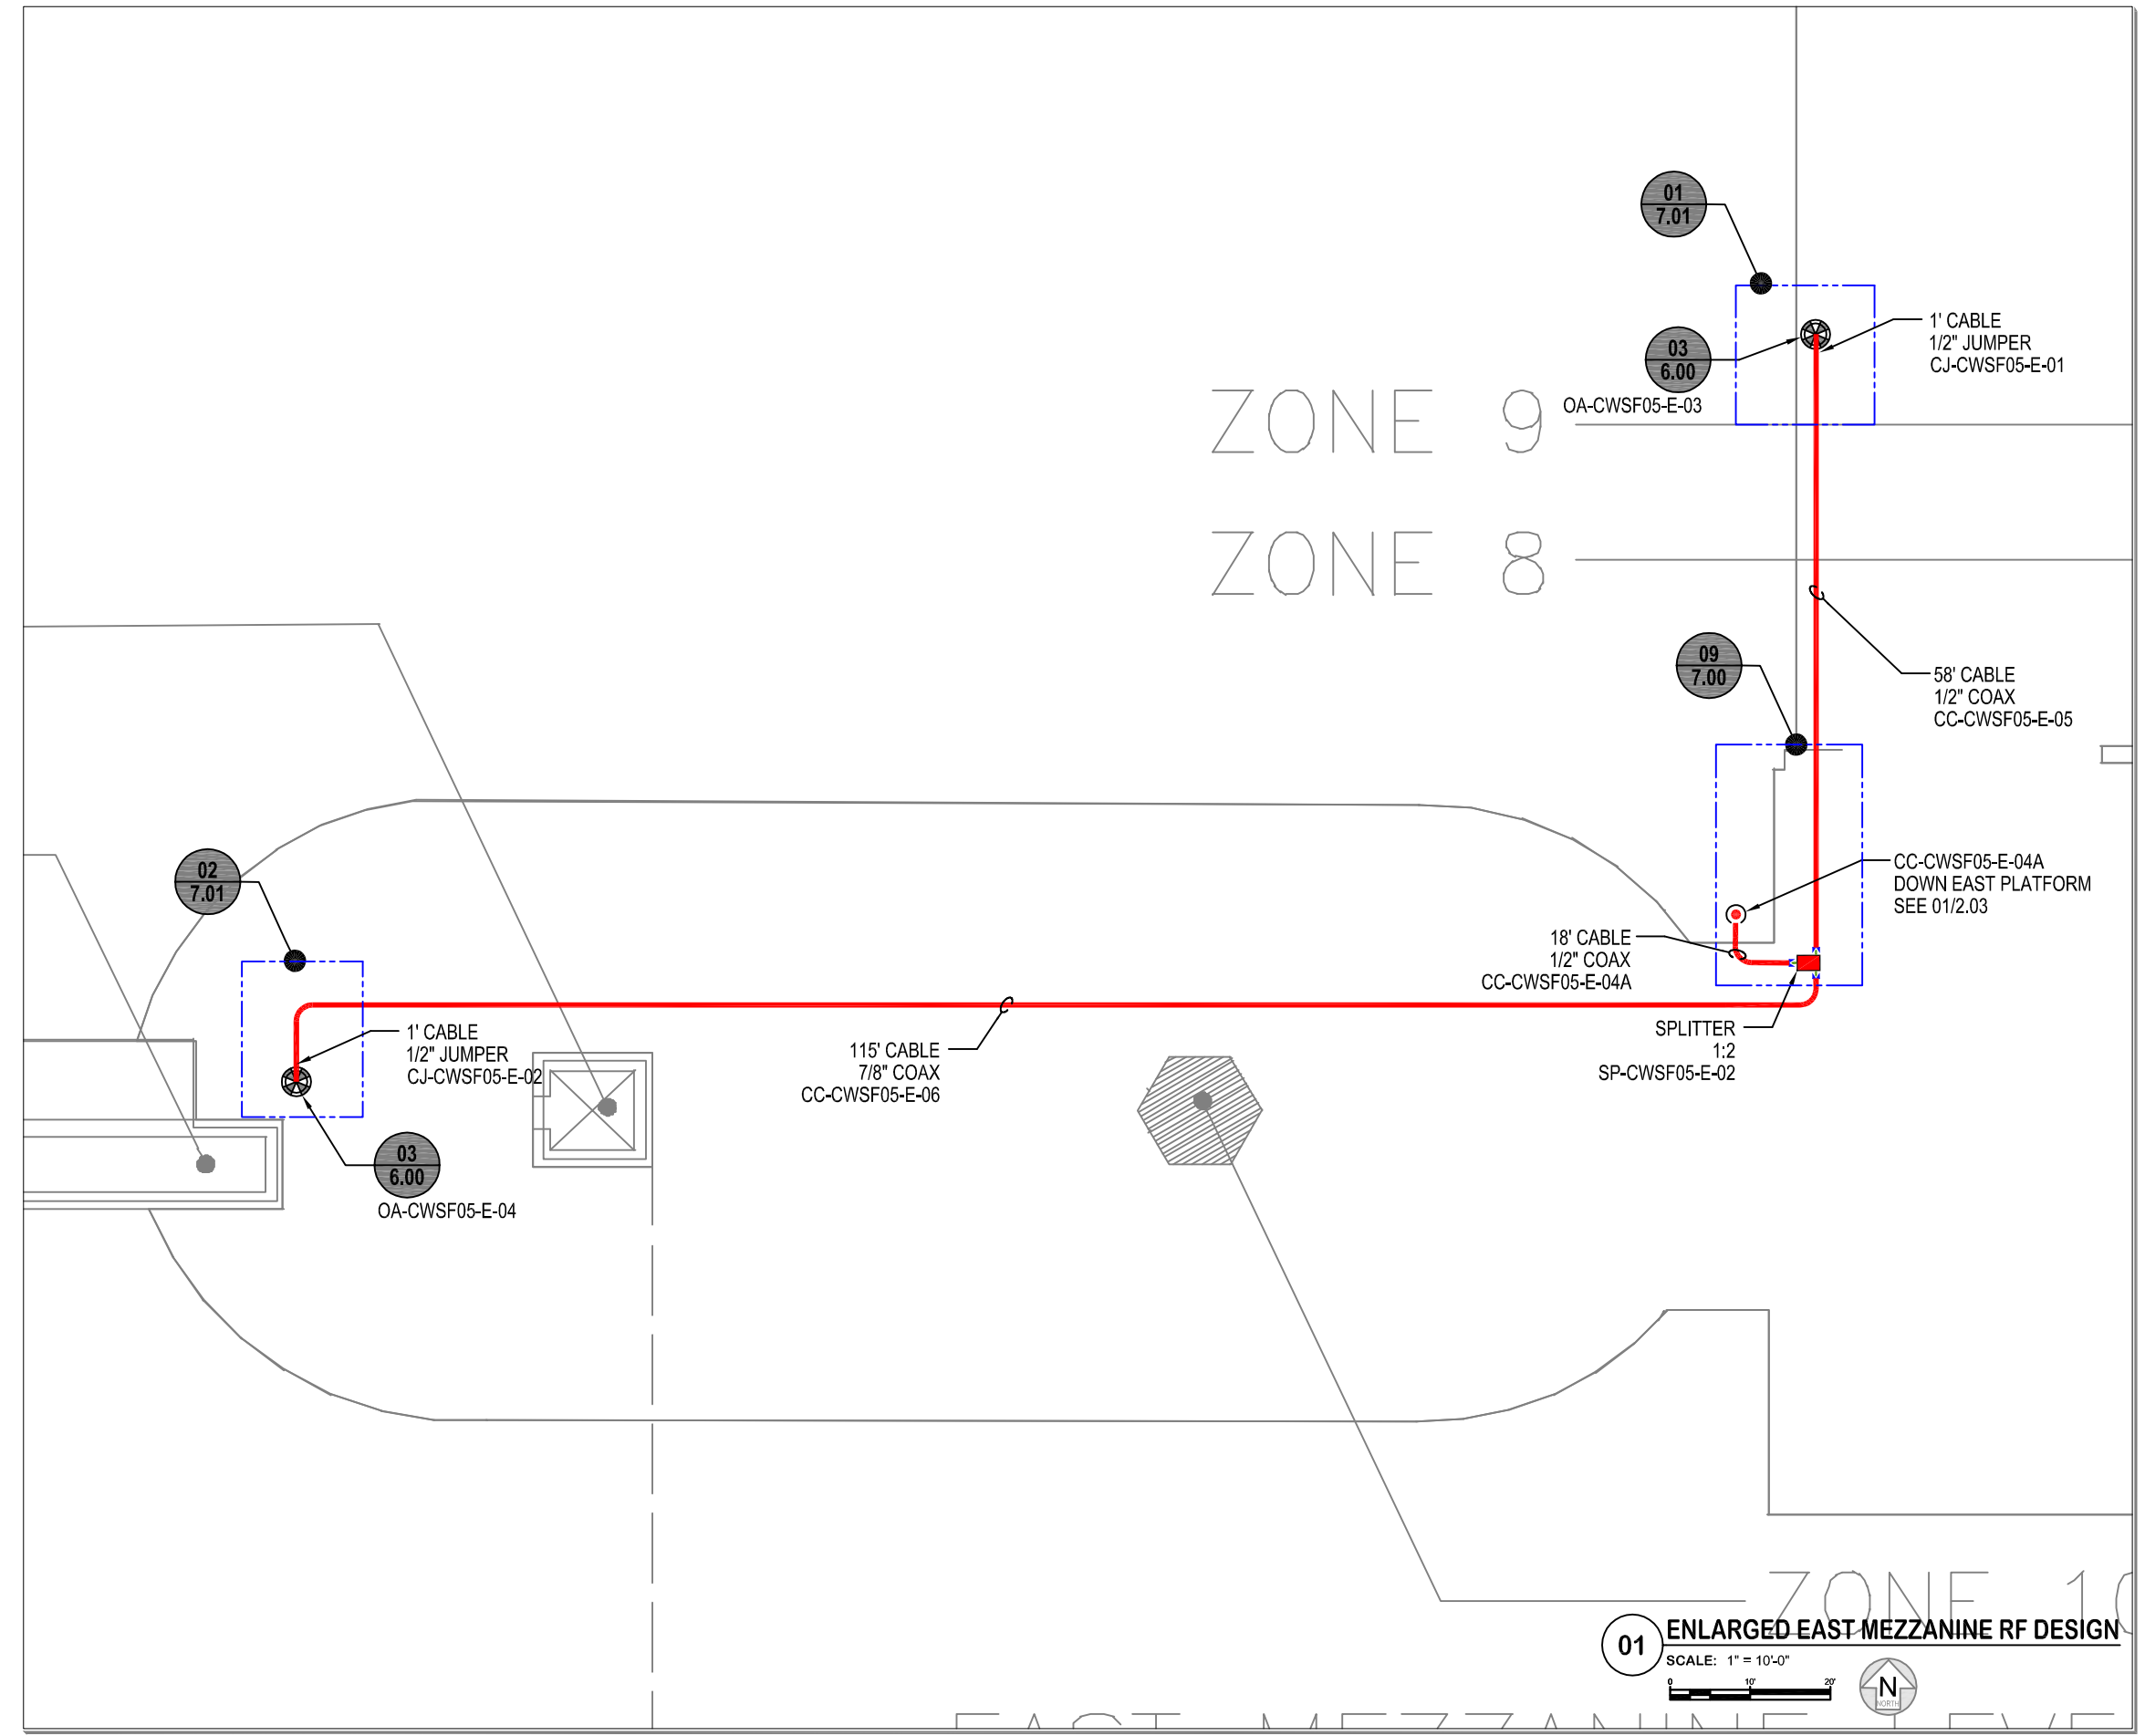 01
7.01
1' CABLE
1/2" JUMPER
CJ-CWSF05-E-01
03
6.00
OA-CWSF05-E-03
ZONE 9
ZONE 8
09
7.00
58' CABLE
1/2" COAX
CC-CWSF05-E-05
02
7.01
CC-CWSF05-E-04A
DOWN EAST PLATFORM
SEE 01/2.03
18' CABLE
1/2" COAX
CC-CWSF05-E-04A
1' CABLE
1/2" JUMPER
CJ-CWSF05-E-02
115' CABLE
7/8" COAX
CC-CWSF05-E-06
SPLITTER
1:2
SP-CWSF05-E-02
03
6.00
OA-CWSF05-E-04
ZONE 10
01
ENLARGED EAST MEZZANINE RF DESIGN
SCALE: 1" = 10'-0"
0 10' 20'
N
NORTH
EAST MEZZANINE LEVE